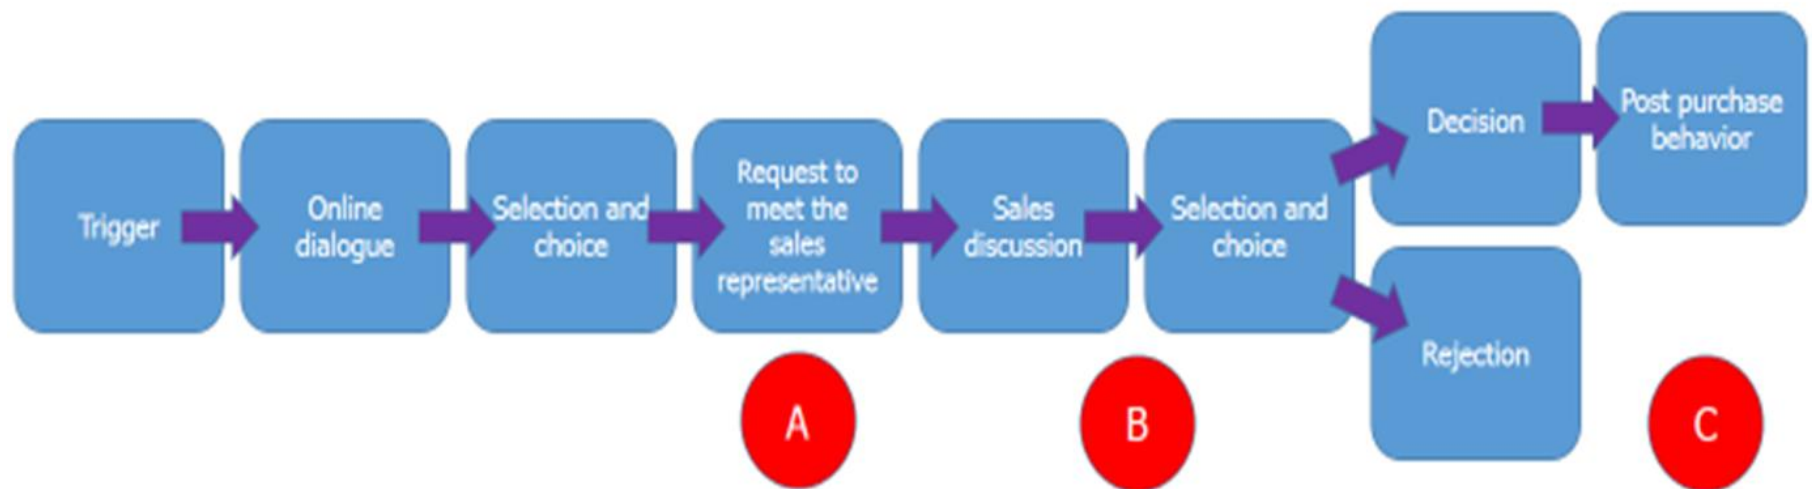 Trigger
Online
dialogue
Selection and
choice
Request to
meet the
sales
representative
Sales
discussion
Selection and
choice
Decision
Post purchase
behavior
Rejection
A
B
C